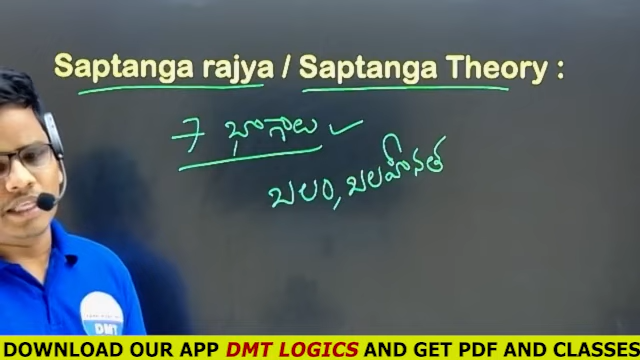 Saptanga rajya / Saptanga Theory :
7 భాగాలు
బలం, బలహీనత
DMT
DOWNLOAD OUR APP DMT LOGICS AND GET PDF AND CLASSES